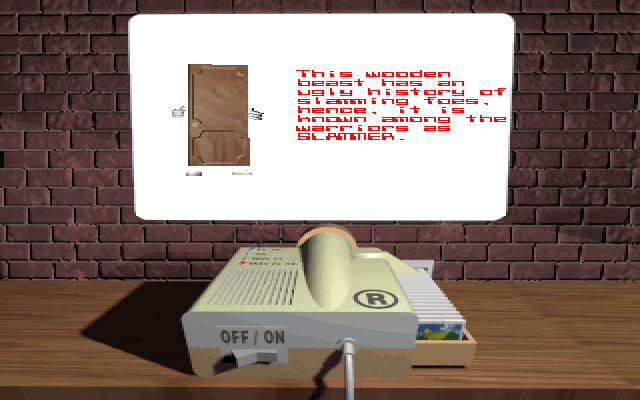 This wooden
beast has an
ugly history of
slamming foes,
hence, it is
known among the
warriors as
SLAMMER.
®
OFF / ON